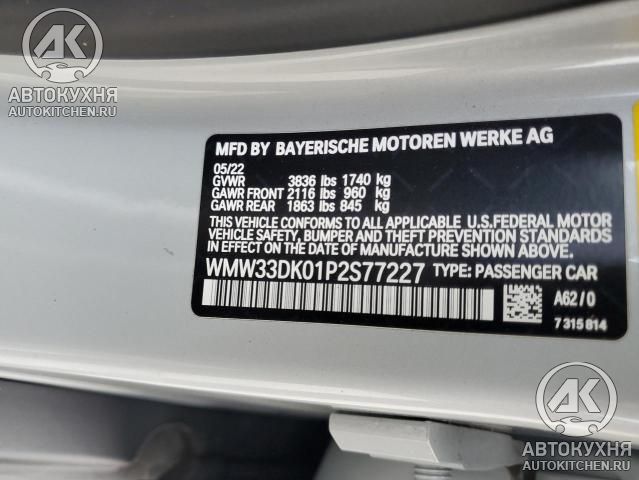 AK
АВТОКУХНЯ
AUTOKITCHEN.RU
MFD BY BAYERISCHE MOTOREN WERKE AG
05/22
GVWR 3836 lbs 1740 kg
GAWR FRONT 2116 lbs 960 kg
GAWR REAR 1863 lbs 845 kg
THIS VEHICLE CONFORMS TO ALL APPLICABLE U.S.FEDERAL MOTOR
VEHICLE SAFETY, BUMPER AND THEFT PREVENTION STANDARDS IN
EFFECT ON THE DATE OF MANUFACTURE SHOWN ABOVE.
WMW33DK01P2S77227 TYPE: PASSENGER CAR
A62/0
7315814
AK
АВТОКУХНЯ
AUTOKITCHEN.RU